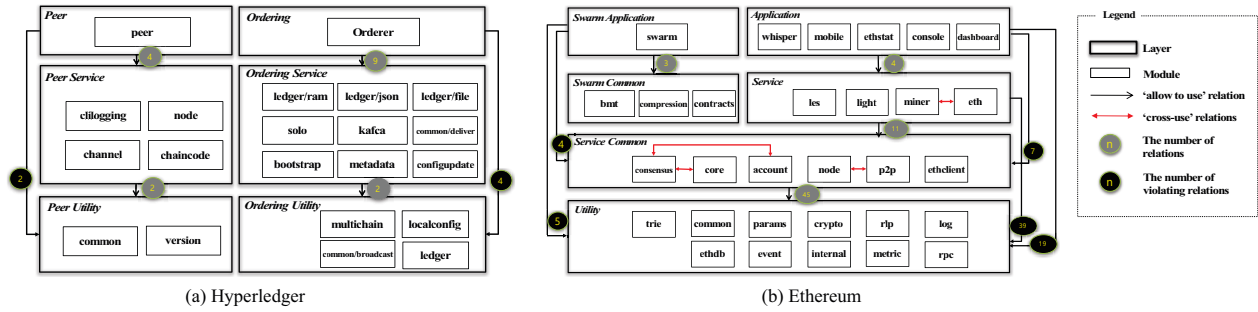 Peer
peer
4
Peer Service
clilogging
node
channel
chaincode
2
2
Peer Utility
common
version
Ordering
Orderer
9
Ordering Service
ledger/ram
ledger/json
ledger/file
solo
kafca
common/deliver
bootstrap
metadata
configupdate
2
4
Ordering Utility
multichain
localconfig
common/broadcast
ledger
(a) Hyperledger
Swarm Application
swarm
3
Swarm Common
bmt
compression
contracts
Application
whisper
mobile
ethstat
console
dashboard
4
Service
les
light
miner
eth
11
4
7
Service Common
consensus
core
account
node
p2p
ethclient
45
5
39
19
Utility
trie
common
params
crypto
rlp
log
ethdb
event
internal
metric
rpc
(b) Ethereum
Legend
Layer
Module
‘allow to use’ relation
‘cross-use’ relations
n
The number of
relations
n
The number of
violating relations